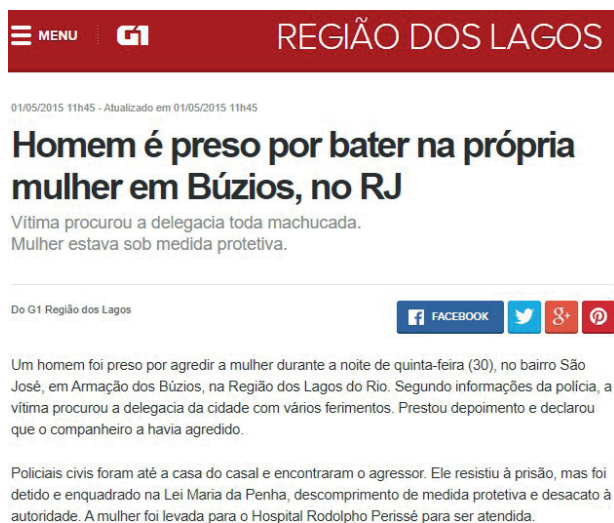 MENU G1 REGIÃO DOS LAGOS
01/05/2015 11h45 - Atualizado em 01/05/2015 11h45
Homem é preso por bater na própria
mulher em Búzios, no RJ
Vítima procurou a delegacia toda machucada.
Mulher estava sob medida protetiva.
Do G1 Região dos Lagos
FACEBOOK 8+
Um homem foi preso por agredir a mulher durante a noite de quinta-feira (30), no bairro São
José, em Armação dos Búzios, na Região dos Lagos do Rio. Segundo informações da polícia, a
vítima procurou a delegacia da cidade com vários ferimentos. Prestou depoimento e declarou
que o companheiro a havia agredido.
Policiais civis foram até a casa do casal e encontraram o agressor. Ele resistiu à prisão, mas foi
detido e enquadrado na Lei Maria da Penha, descomprimento de medida protetiva e desacato à
autoridade. A mulher foi levada para o Hospital Rodolpho Perissé para ser atendida.